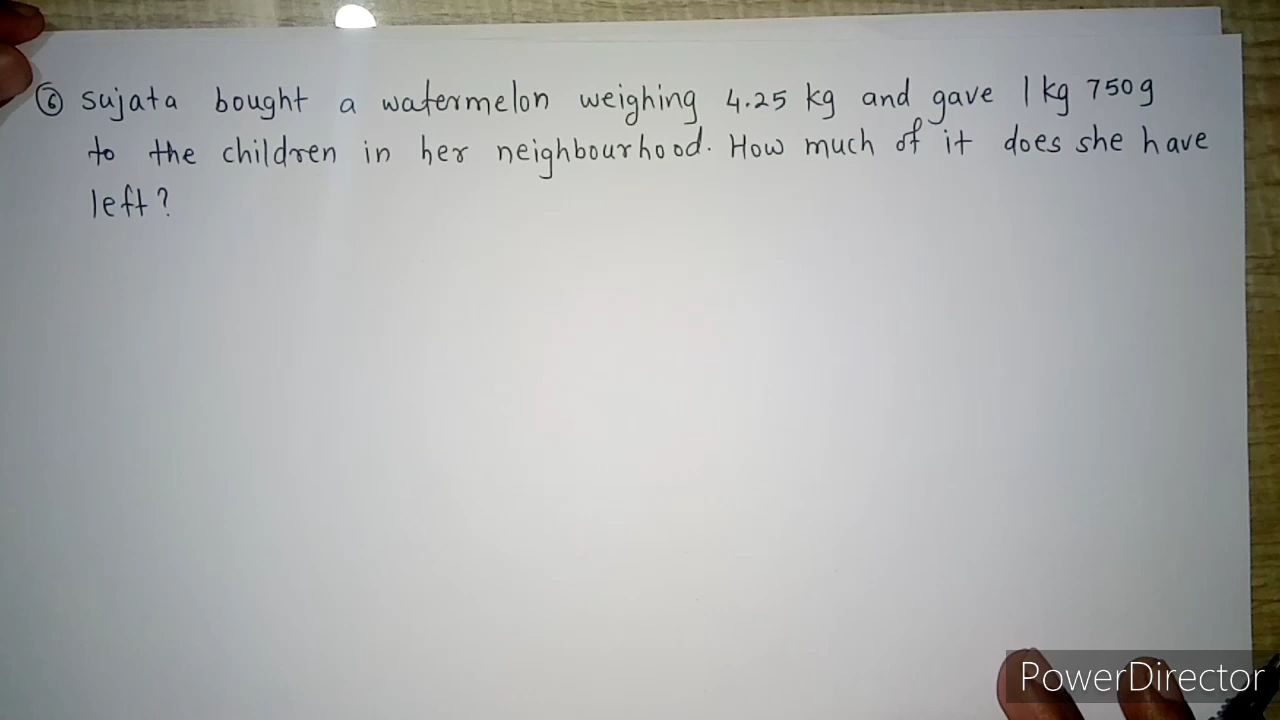 ⑥ Sujata bought a watermelon weighing 4.25 kg and gave 1 kg 750g
to the children in her neighbourhood. How much of it does she have
left?
PowerDirector